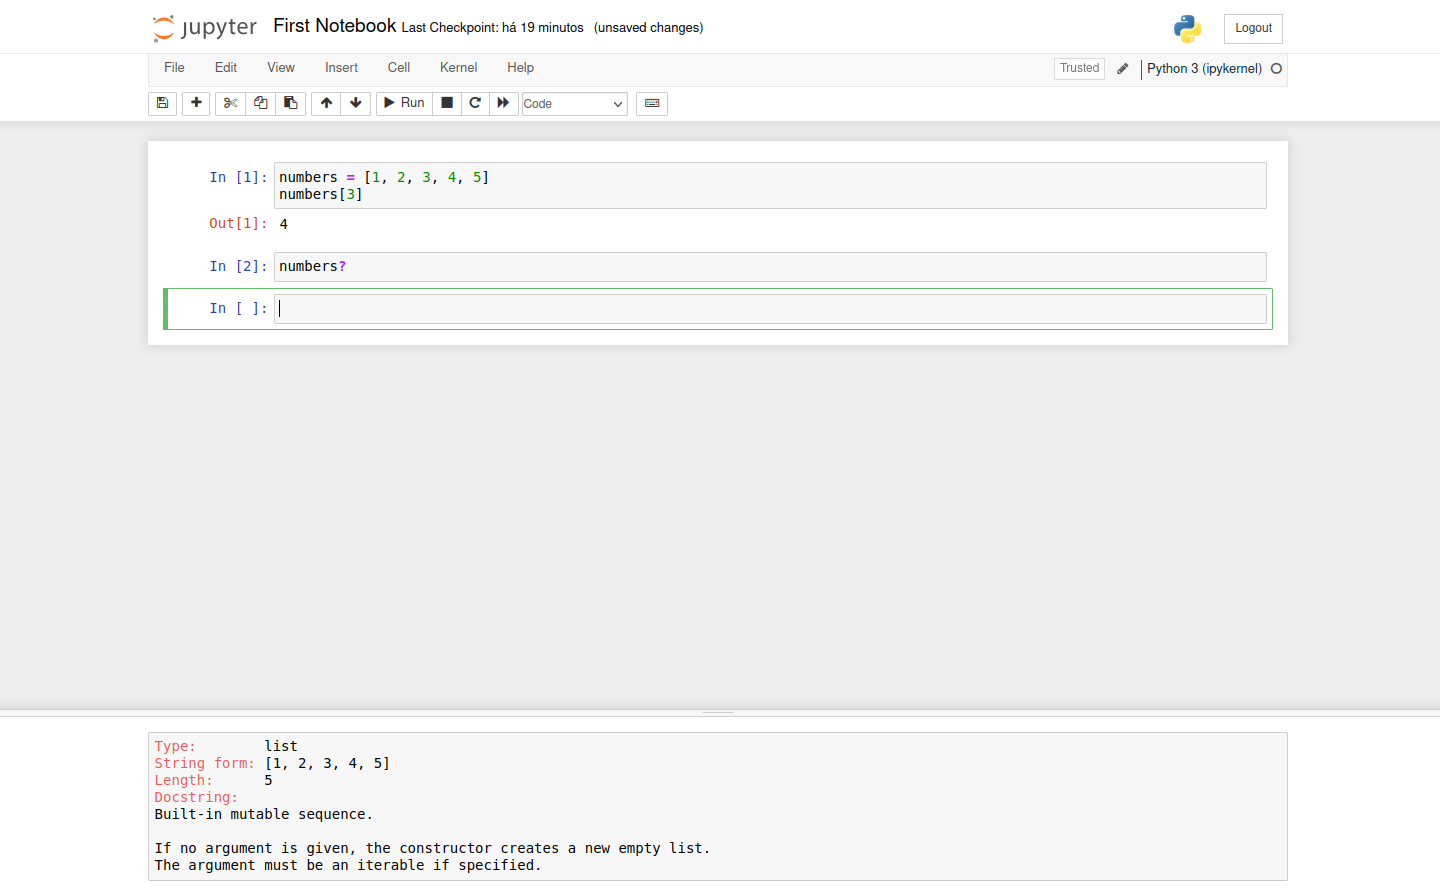 jupyter First Notebook Last Checkpoint: há 19 minutos (unsaved changes) Logout
File Edit View Insert Cell Kernel Help Trusted Python 3 (ipykernel)
Run Code
In [1]: numbers = [1, 2, 3, 4, 5]
numbers[3]
Out[1]: 4
In [2]: numbers?
In [ ]:
Type: list
String form: [1, 2, 3, 4, 5]
Length: 5
Docstring:
Built-in mutable sequence.
If no argument is given, the constructor creates a new empty list.
The argument must be an iterable if specified.